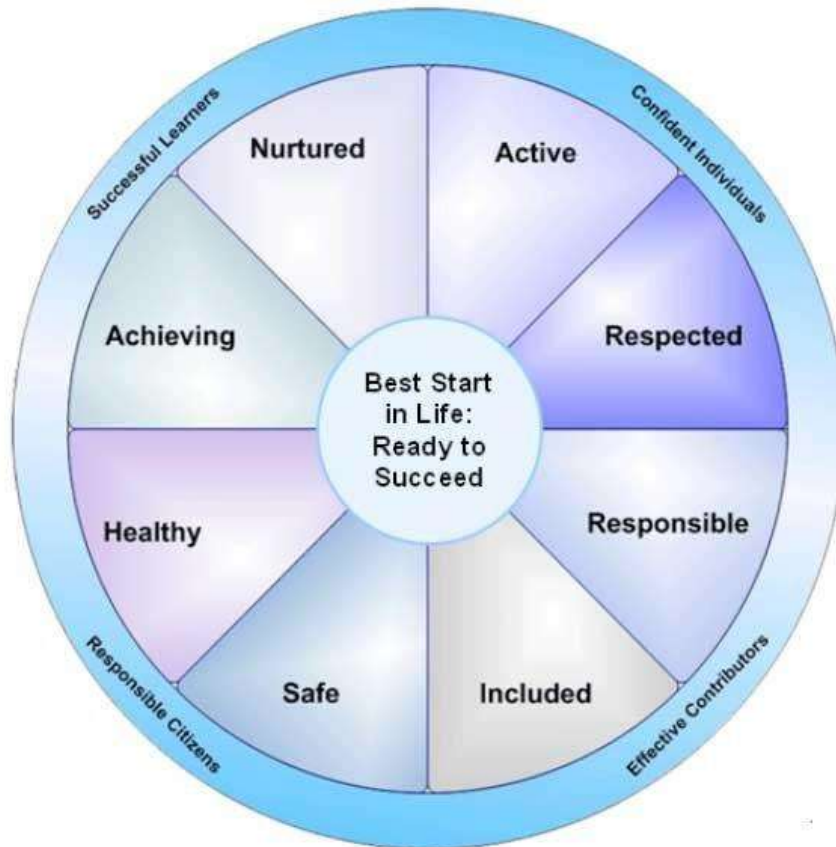 Successful Learners
Confident Individuals
Nurtured
Active
Achieving
Respected
Best Start
in Life:
Ready to
Succeed
Healthy
Responsible
Safe
Included
Responsible Citizens
Effective Contributors